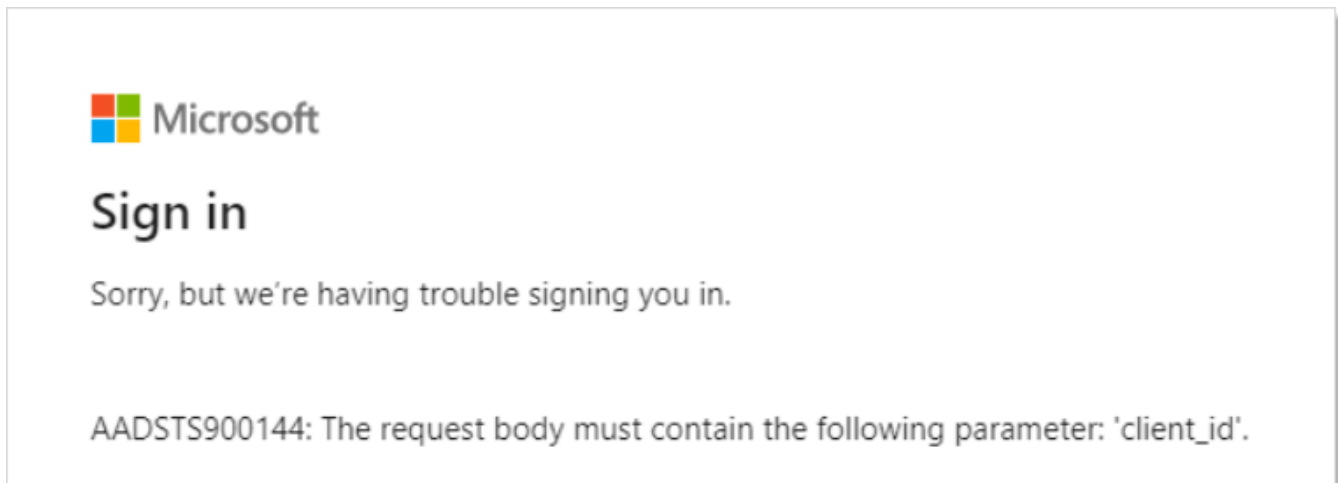 Microsoft
Sign in
Sorry, but we're having trouble signing you in.
AADSTS900144: The request body must contain the following parameter: 'client_id'.